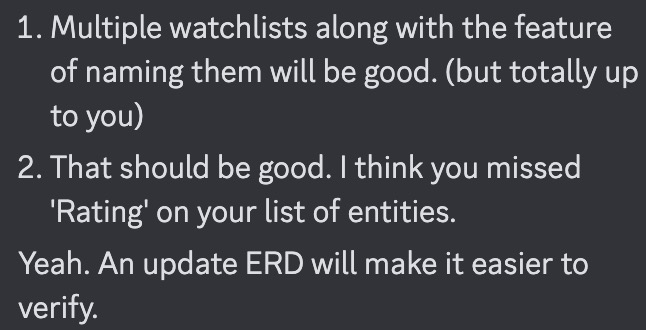 1. Multiple watchlists along with the feature
of naming them will be good. (but totally up
to you)
2. That should be good. I think you missed
'Rating' on your list of entities.
Yeah. An update ERD will make it easier to
verify.